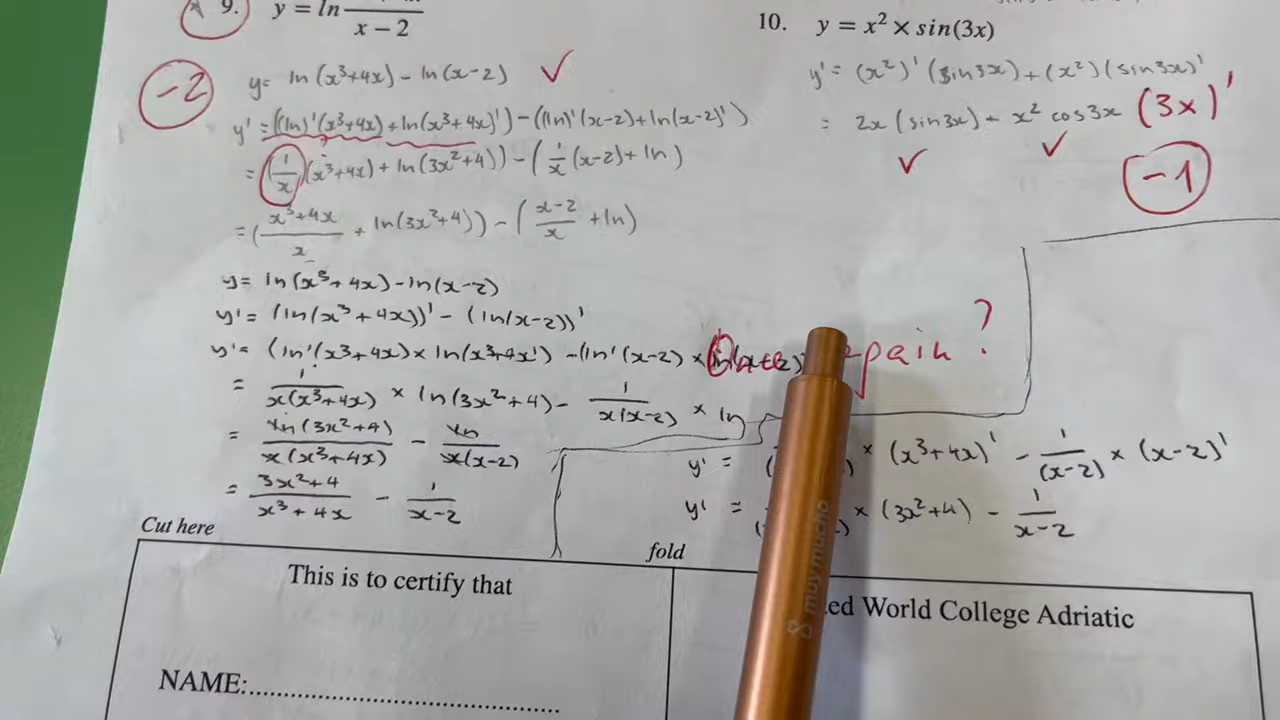 9. y = ln
x − 2
−2
y = ln(x³+4x) − ln(x−2) ✓
y' = ((ln)'(x³+4x) + ln(x³+4x)') − ((ln)'(x−2) + ln(x−2)')
= (1/x (x³+4x) + ln(3x²+4)) − (1/x (x−2) + ln)
= ((x³+4x)/x + ln(3x²+4)) − ((x−2)/x + ln)
y = ln(x³+4x) − ln(x−2)
y' = (ln(x³+4x))' − (ln(x−2))'
y' = (ln'(x³+4x) × ln(x³+4x') − (ln'(x−2) ×
= 1/(x(x³+4x)) × ln(3x²+4) − 1/(x(x−2)) × ln
= ln(3x²+4)/(x(x³+4x)) − ln/(x(x−2))
= (3x²+4)/(x³+4x) − 1/(x−2)
10. y = x² × sin(3x)
y' = (x²)'(sin3x) + (x²)(sin3x)'
= 2x(sin3x) + x² cos3x (3x)'
✓ ✓
−1
?
y' = × (x³+4x)' − 1/(x−2) × (x−2)'
y' = × (3x²+4) − 1/(x−2)
Cut here
fold
This is to certify that
NAME:
ed World College Adriatic
muy mucho